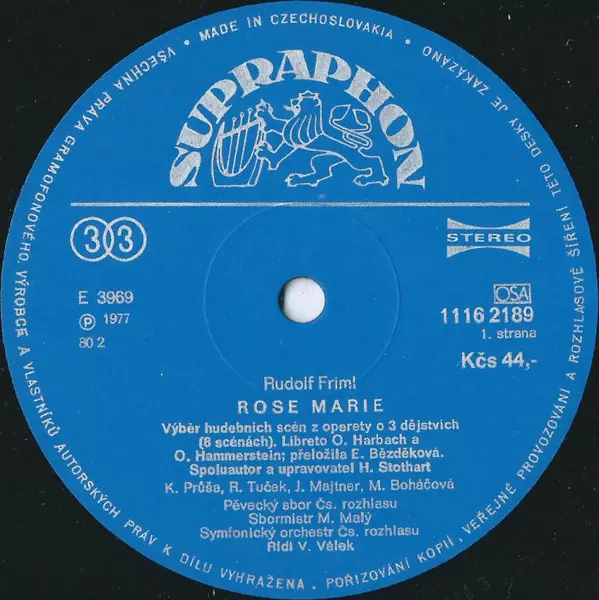 MADE IN CZECHOSLOVAKIA • VŠECHNA PRÁVA GRAMOFONOVÉHO VÝROBCE A VLASTNÍKŮ AUTORSKÝCH PRÁV K DÍLU VYHRAŽENA. POŘIZOVÁNÍ KOPIÍ, VEŘEJNÉ PROVOZOVÁNÍ A ROZHLASOVÉ ŠÍŘENÍ TÉTO DESKY JE ZAKÁZÁNO •
SUPRAPHON
33
STEREO
E 3969
Ⓟ 1977
80 2
OSA
1116 2189
1. strana
Kčs 44,-
Rudolf Friml
ROSE MARIE
Výběr hudebních scén z operety o 3 dějstvích
(8 scénách). Libreto O. Harbach a
O. Hammerstein; přeložila E. Bězděková.
Spoluautor a upravovatel H. Stothart
K. Průša, R. Tuček, J. Majtner, M. Boháčová
Pěvecký sbor Čs. rozhlasu
Sbormistr M. Malý
Symfonický orchestr Čs. rozhlasu
Řídí V. Válek